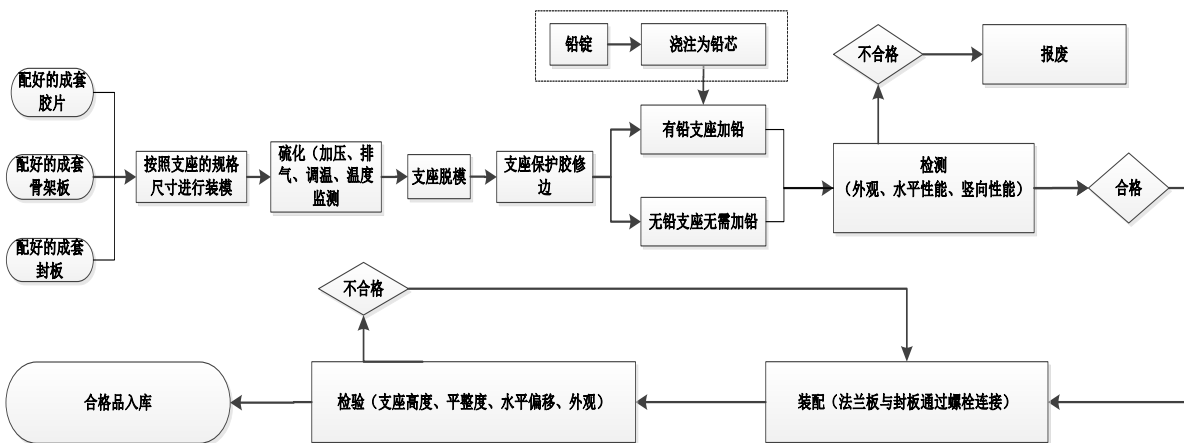 铅锭
浇注为铅芯
不合格
报废
配好的成套
胶片
配好的成套
骨架板
配好的成套
封板
按照支座的规格
尺寸进行装模
硫化（加压、排
气、调温、温度
监测
支座脱模
支座保护胶修
边
有铅支座加铅
无铅支座无需加铅
检测
（外观、水平性能、竖向性能）
合格
不合格
合格品入库
检验（支座高度、平整度、水平偏移、外观）
装配（法兰板与封板通过螺栓连接）